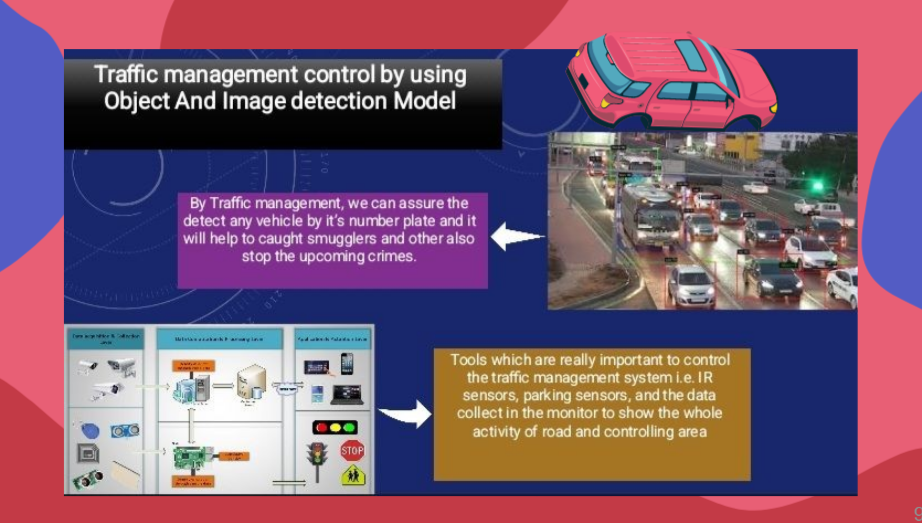 Traffic management control by using
Object And Image detection Model
By Traffic management, we can assure the
detect any vehicle by it's number plate and it
will help to caught smugglers and other also
stop the upcoming crimes.
Tools which are really important to control
the traffic management system i.e. IR
sensors, parking sensors, and the data
collect in the monitor to show the whole
activity of road and controlling area
STOP